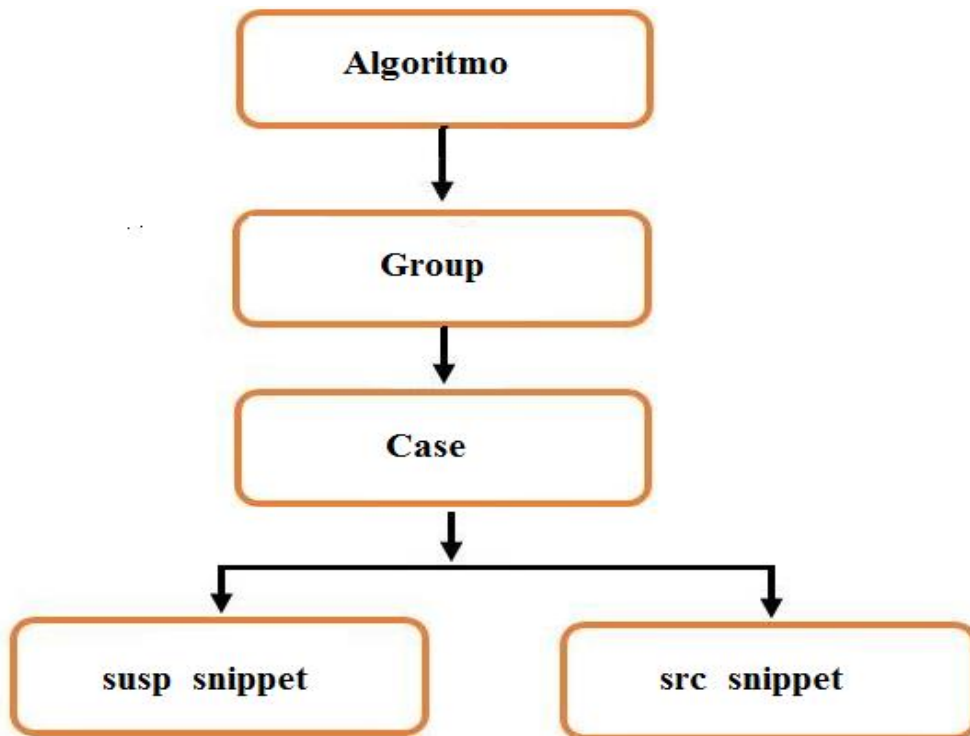 Algoritmo
Group
Case
susp snippet
src snippet